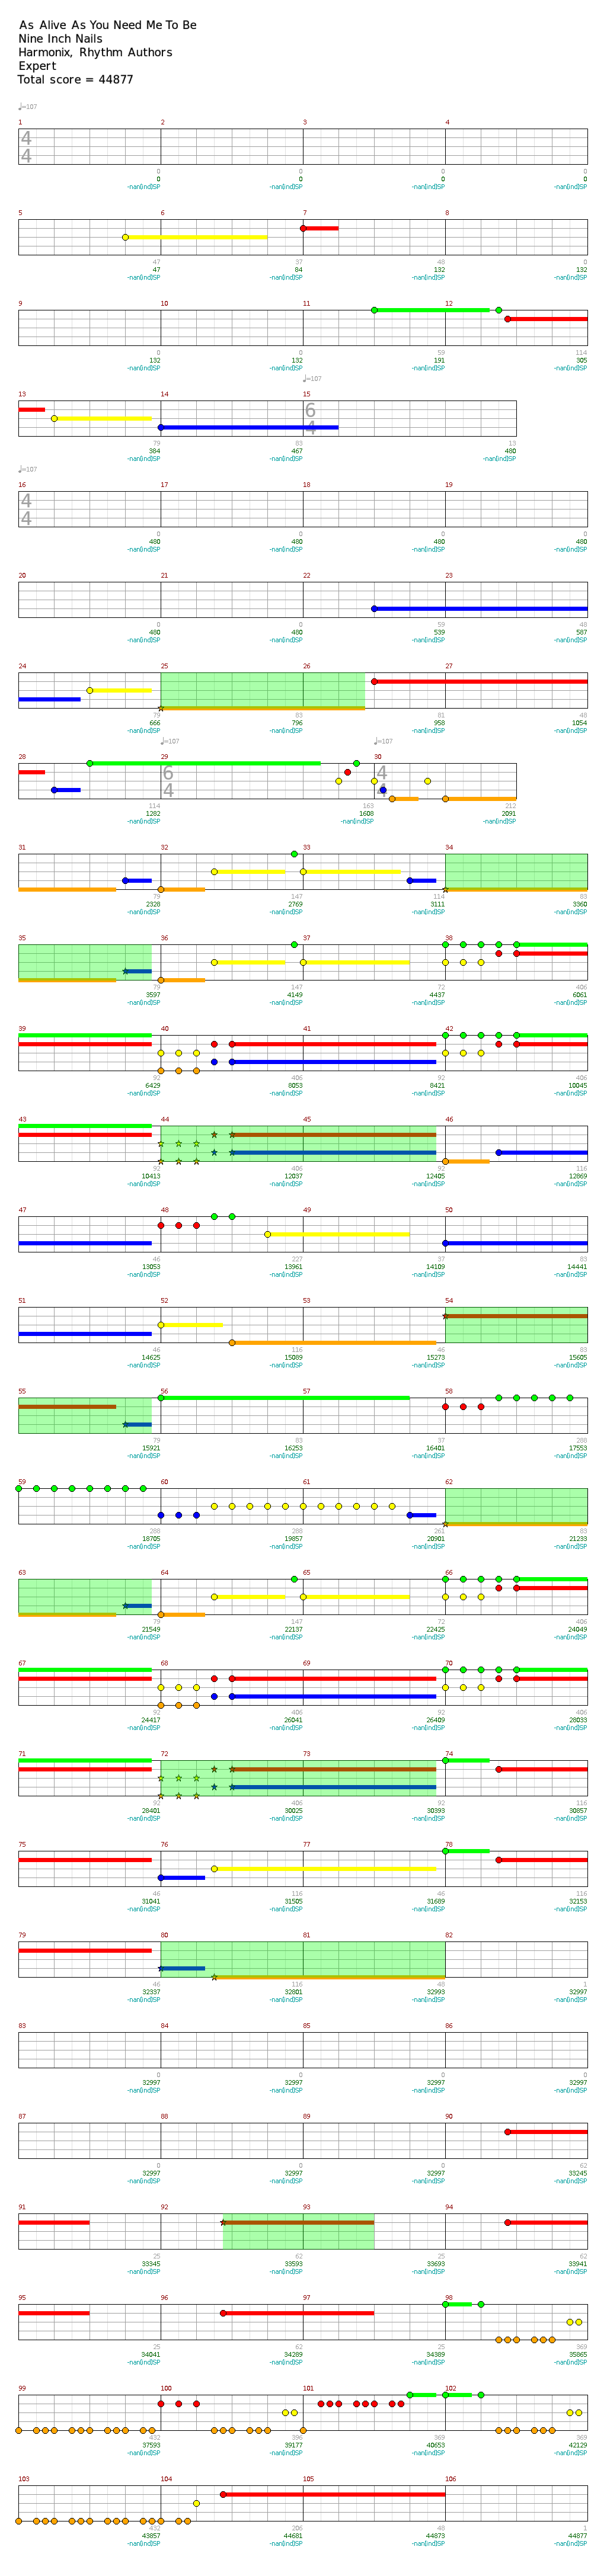 As Alive As You Need Me To Be
Nine Inch Nails
Harmonix, Rhythm Authors
Expert
Total score = 44877
♩=107
1 2 3 4
4
4
0 0 0 0
0 0 0 0
-nan(ind)SP -nan(ind)SP -nan(ind)SP -nan(ind)SP
5 6 7 8
47 37 48 0
47 84 132 132
-nan(ind)SP -nan(ind)SP -nan(ind)SP -nan(ind)SP
9 10 11 12
0 0 59 114
132 132 191 305
-nan(ind)SP -nan(ind)SP -nan(ind)SP -nan(ind)SP
♩=107
13 14 15
6
4
79 83 13
384 467 480
-nan(ind)SP -nan(ind)SP -nan(ind)SP
♩=107
16 17 18 19
4
4
0 0 0 0
480 480 480 480
-nan(ind)SP -nan(ind)SP -nan(ind)SP -nan(ind)SP
20 21 22 23
0 0 59 48
480 480 539 587
-nan(ind)SP -nan(ind)SP -nan(ind)SP -nan(ind)SP
24 25 26 27
79 83 81 48
666 796 958 1054
-nan(ind)SP -nan(ind)SP -nan(ind)SP -nan(ind)SP
♩=107 ♩=107
28 29 30
6 4
4 4
114 163 212
1282 1608 2091
-nan(ind)SP -nan(ind)SP -nan(ind)SP
31 32 33 34
79 147 114 83
2328 2769 3111 3360
-nan(ind)SP -nan(ind)SP -nan(ind)SP -nan(ind)SP
35 36 37 38
79 147 72 406
3597 4149 4437 6061
-nan(ind)SP -nan(ind)SP -nan(ind)SP -nan(ind)SP
39 40 41 42
92 406 92 406
6429 8053 8421 10045
-nan(ind)SP -nan(ind)SP -nan(ind)SP -nan(ind)SP
43 44 45 46
92 406 92 116
10413 12037 12405 12869
-nan(ind)SP -nan(ind)SP -nan(ind)SP -nan(ind)SP
47 48 49 50
46 227 37 83
13053 13961 14109 14441
-nan(ind)SP -nan(ind)SP -nan(ind)SP -nan(ind)SP
51 52 53 54
46 116 46 83
14625 15089 15273 15605
-nan(ind)SP -nan(ind)SP -nan(ind)SP -nan(ind)SP
55 56 57 58
79 83 37 288
15921 16253 16401 17553
-nan(ind)SP -nan(ind)SP -nan(ind)SP -nan(ind)SP
59 60 61 62
288 288 261 83
18705 19857 20901 21233
-nan(ind)SP -nan(ind)SP -nan(ind)SP -nan(ind)SP
63 64 65 66
79 147 72 406
21549 22137 22425 24049
-nan(ind)SP -nan(ind)SP -nan(ind)SP -nan(ind)SP
67 68 69 70
92 406 92 406
24417 26041 26409 28033
-nan(ind)SP -nan(ind)SP -nan(ind)SP -nan(ind)SP
71 72 73 74
92 406 92 116
28401 30025 30393 30857
-nan(ind)SP -nan(ind)SP -nan(ind)SP -nan(ind)SP
75 76 77 78
46 116 46 116
31041 31505 31689 32153
-nan(ind)SP -nan(ind)SP -nan(ind)SP -nan(ind)SP
79 80 81 82
46 116 48 1
32337 32801 32993 32997
-nan(ind)SP -nan(ind)SP -nan(ind)SP -nan(ind)SP
83 84 85 86
0 0 0 0
32997 32997 32997 32997
-nan(ind)SP -nan(ind)SP -nan(ind)SP -nan(ind)SP
87 88 89 90
0 0 0 62
32997 32997 32997 33245
-nan(ind)SP -nan(ind)SP -nan(ind)SP -nan(ind)SP
91 92 93 94
25 62 25 62
33345 33593 33693 33941
-nan(ind)SP -nan(ind)SP -nan(ind)SP -nan(ind)SP
95 96 97 98
25 62 25 369
34041 34289 34389 35865
-nan(ind)SP -nan(ind)SP -nan(ind)SP -nan(ind)SP
99 100 101 102
432 396 369 369
37593 39177 40653 42129
-nan(ind)SP -nan(ind)SP -nan(ind)SP -nan(ind)SP
103 104 105 106
432 206 48 1
43857 44681 44873 44877
-nan(ind)SP -nan(ind)SP -nan(ind)SP -nan(ind)SP